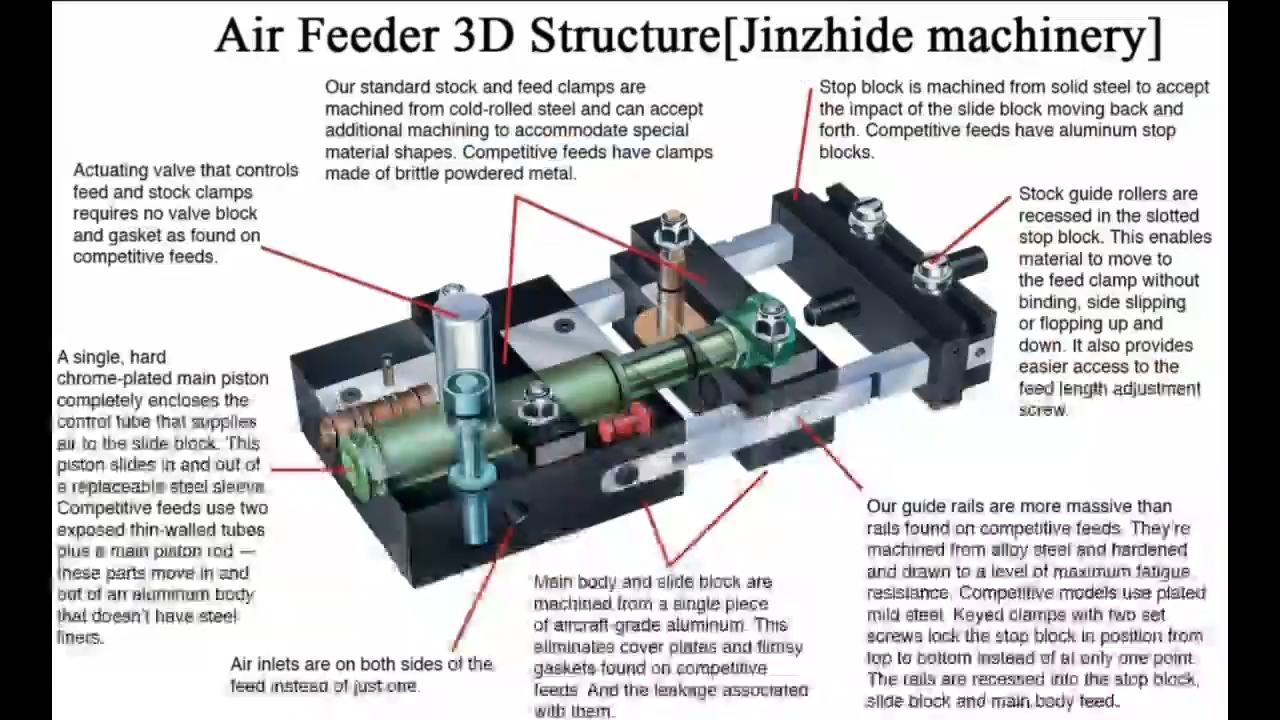 Air Feeder 3D Structure[Jinzhide machinery]
Our standard stock and feed clamps are
machined from cold-rolled steel and can accept
additional machining to accommodate special
material shapes. Competitive feeds have clamps
made of brittle powdered metal.
Stop block is machined from solid steel to accept
the impact of the slide block moving back and
forth. Competitive feeds have aluminum stop
blocks.
Actuating valve that controls
feed and stock clamps
requires no valve block
and gasket as found on
competitive feeds.
Stock guide rollers are
recessed in the slotted
stop block. This enables
material to move to
the feed clamp without
binding, side slipping
or flopping up and
down. It also provides
easier access to the
feed length adjustment
screw.
A single, hard
chrome-plated main piston
completely encloses the
control tube that supplies
air to the slide block. This
piston slides in and out of
a replaceable steel sleeve.
Competitive feeds use two
exposed thin-walled tubes
plus a main piston rod —
these parts move in and
out of an aluminum body
that doesn't have steel
liners.
Air inlets are on both sides of the
feed instead of just one.
Main body and slide block are
machined from a single piece
of aircraft-grade aluminum. This
eliminates cover plates and flimsy
gaskets found on competitive
feeds. And the leakage associated
with them.
Our guide rails are more massive than
rails found on competitive feeds. They're
machined from alloy steel and hardened
and drawn to a level of maximum fatigue
resistance. Competitive models use plated
mild steel. Keyed clamps with two set
screws lock the stop block in position from
top to bottom instead of at only one point.
The rails are recessed into the stop block,
slide block and main body feed.